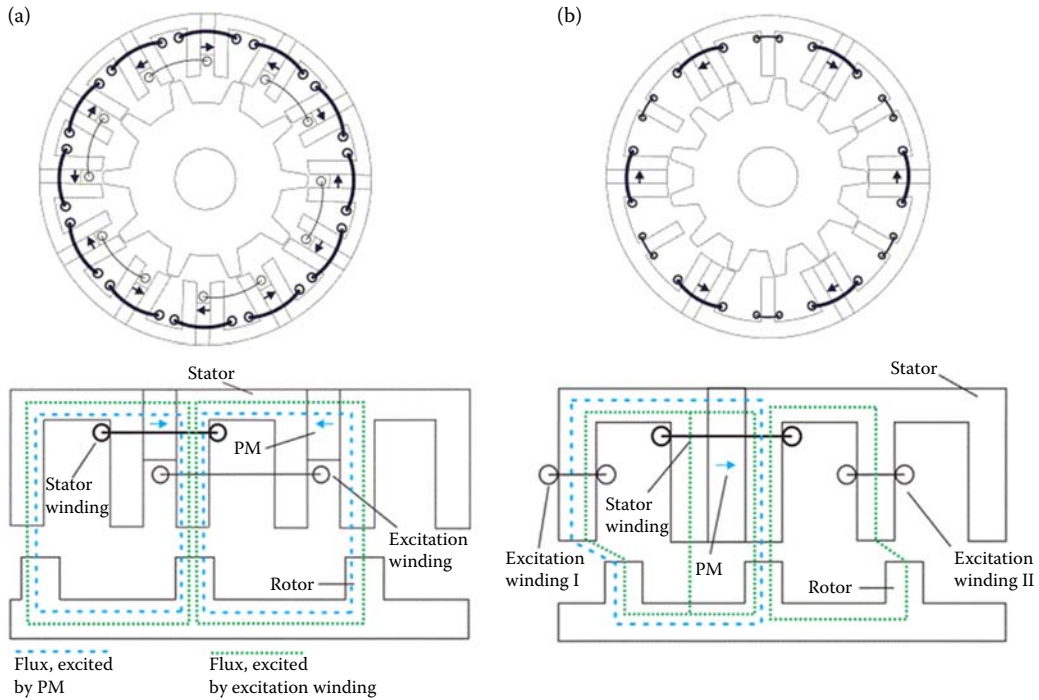 (a)
(b)
Stator
PM
Stator
winding
Excitation
winding
Rotor
Flux, excited
by PM
Flux, excited
by excitation winding
Stator
Stator
winding
Excitation
winding I
PM
Excitation
winding II
Rotor